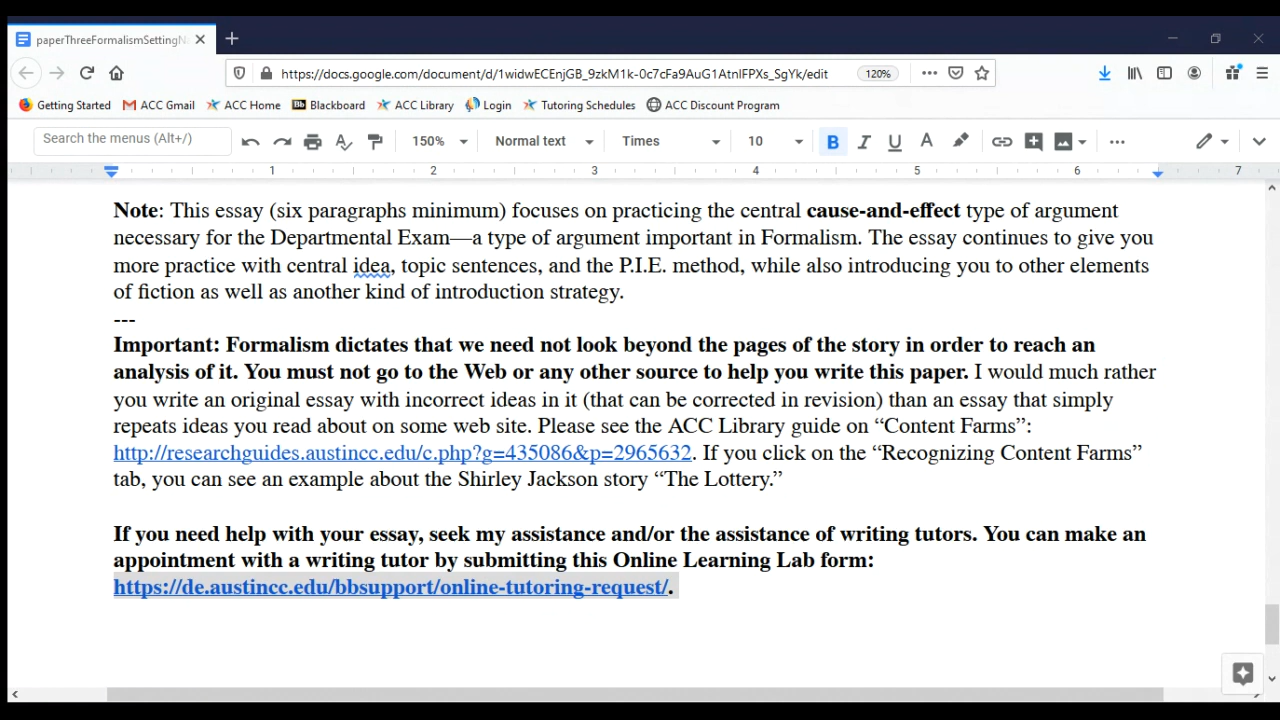 paperThreeFormalismSettingNa
https://docs.google.com/document/d/1widwECEnjGB_9zkM1k-0c7cFa9AuG1AtnlFPXs_SgYk/edit
120%
Getting Started
ACC Gmail
ACC Home
Bb Blackboard
ACC Library
Login
Tutoring Schedules
ACC Discount Program
Search the menus (Alt+/)
150%
Normal text
Times
10
B I U A
1 2 3 4 5 6 7
Note: This essay (six paragraphs minimum) focuses on practicing the central cause-and-effect type of argument
necessary for the Departmental Exam—a type of argument important in Formalism. The essay continues to give you
more practice with central idea, topic sentences, and the P.I.E. method, while also introducing you to other elements
of fiction as well as another kind of introduction strategy.
---
Important: Formalism dictates that we need not look beyond the pages of the story in order to reach an
analysis of it. You must not go to the Web or any other source to help you write this paper. I would much rather
you write an original essay with incorrect ideas in it (that can be corrected in revision) than an essay that simply
repeats ideas you read about on some web site. Please see the ACC Library guide on “Content Farms”:
http://researchguides.austincc.edu/c.php?g=435086&p=2965632. If you click on the “Recognizing Content Farms”
tab, you can see an example about the Shirley Jackson story “The Lottery.”
If you need help with your essay, seek my assistance and/or the assistance of writing tutors. You can make an
appointment with a writing tutor by submitting this Online Learning Lab form:
https://de.austincc.edu/bbsupport/online-tutoring-request/.